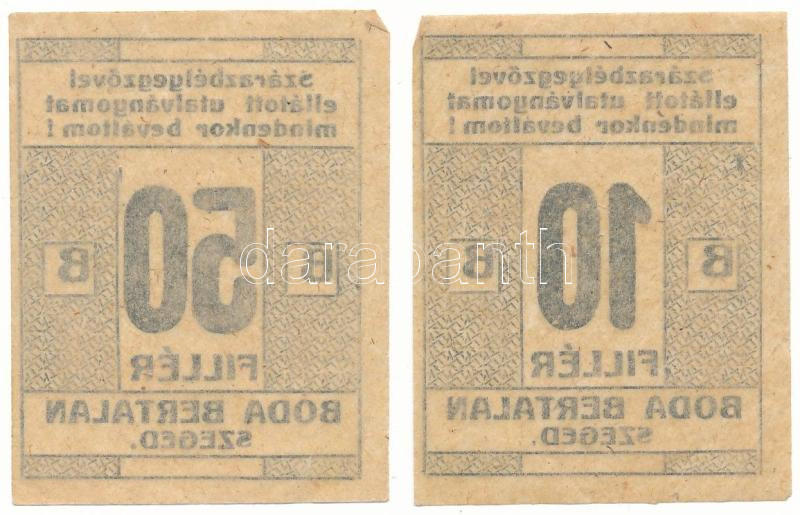 Szárazbélyegzővel
ellátott utalványomat
mindenkor beváltom!
50
B B
FILLÉR
BODA BERTALAN
SZEGED.
Szárazbélyegzővel
ellátott utalványomat
mindenkor beváltom!
10
B B
FILLÉR
BODA BERTALAN
SZEGED.
darabanth